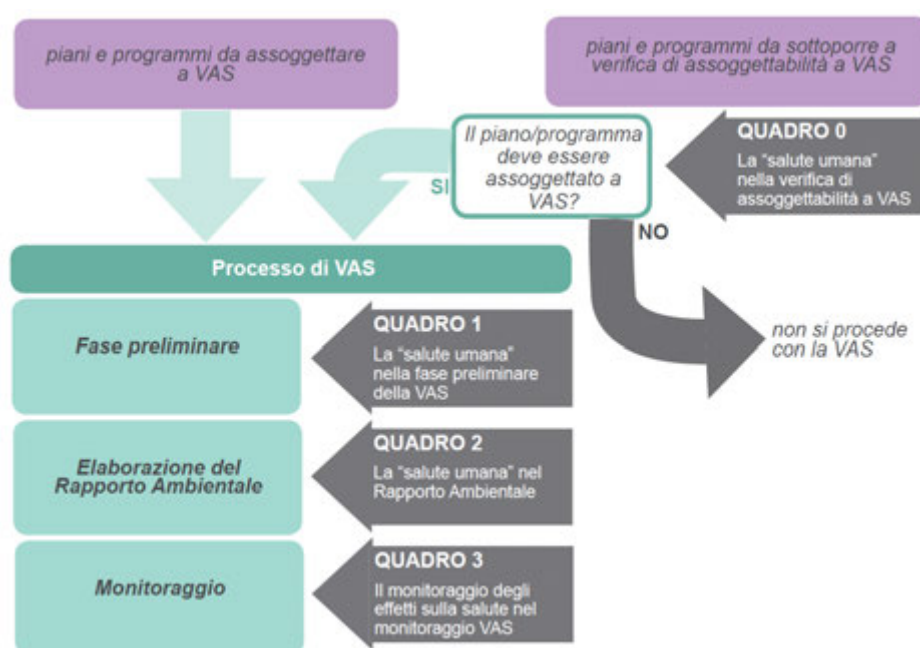 piani e programmi da assoggettare
a VAS
piani e programmi da sottoporre a
verifica di assoggettabilità a VAS
Il piano/programma
deve essere
assoggettato a
VAS?
QUADRO 0
La “salute umana”
nella verifica di
assoggettabilità a VAS
SI
NO
non si procede
con la VAS
Processo di VAS
Fase preliminare
QUADRO 1
La “salute umana”
nella fase preliminare
della VAS
Elaborazione del
Rapporto Ambientale
QUADRO 2
La “salute umana” nel
Rapporto Ambientale
Monitoraggio
QUADRO 3
Il monitoraggio degli
effetti sulla salute nel
monitoraggio VAS